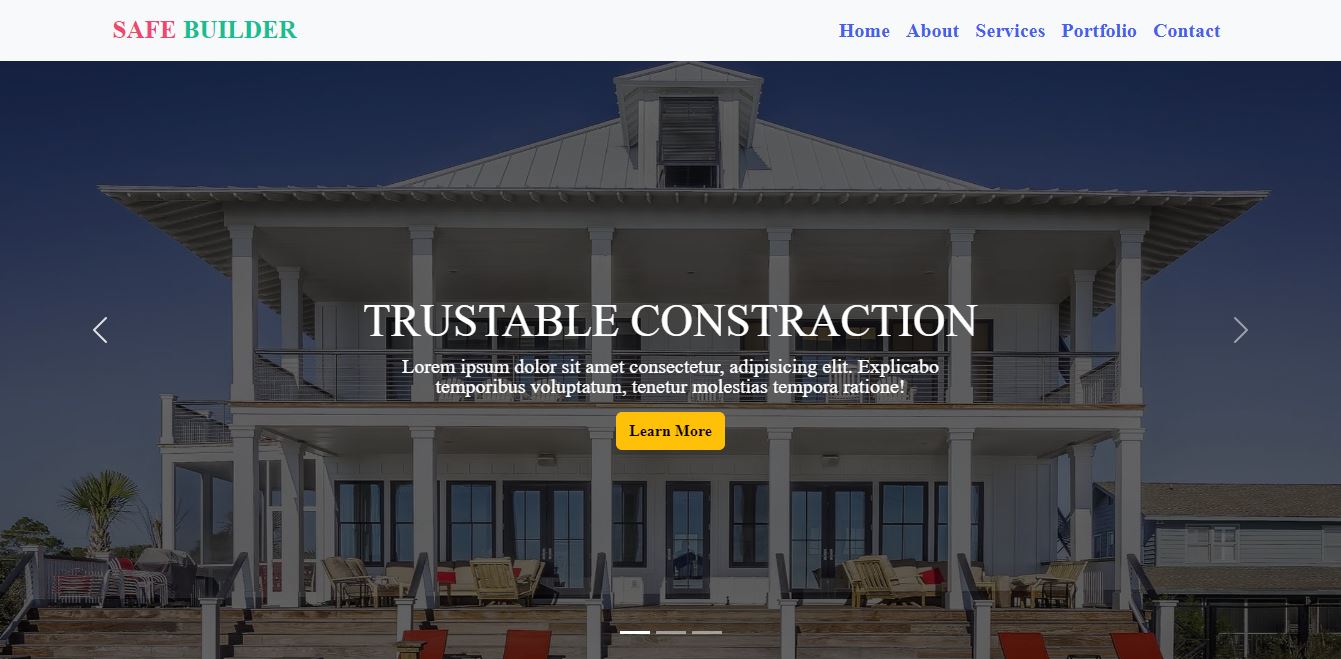 SAFE BUILDER
Home About Services Portfolio Contact
TRUSTABLE CONSTRACTION
Lorem ipsum dolor sit amet consectetur, adipisicing elit. Explicabo
temporibus voluptatum, tenetur molestias tempora ratione!
Learn More